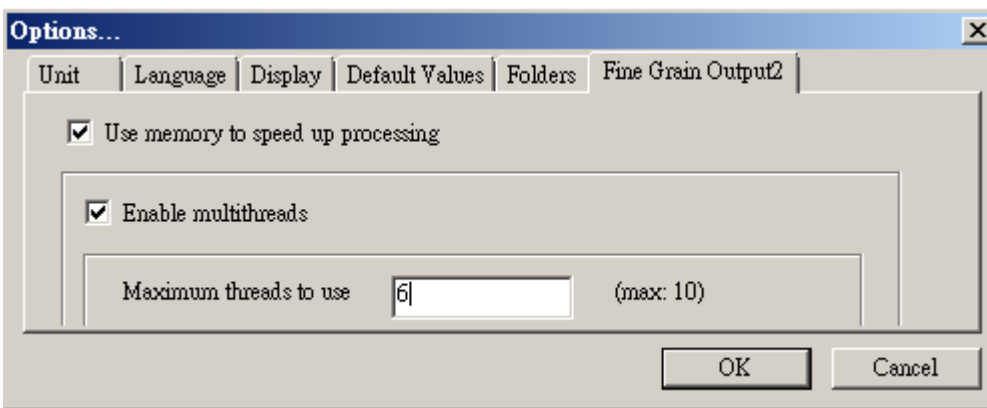 Options...
Unit Language Display Default Values Folders Fine Grain Output2
Use memory to speed up processing
Enable multithreads
Maximum threads to use 6 (max: 10)
OK Cancel